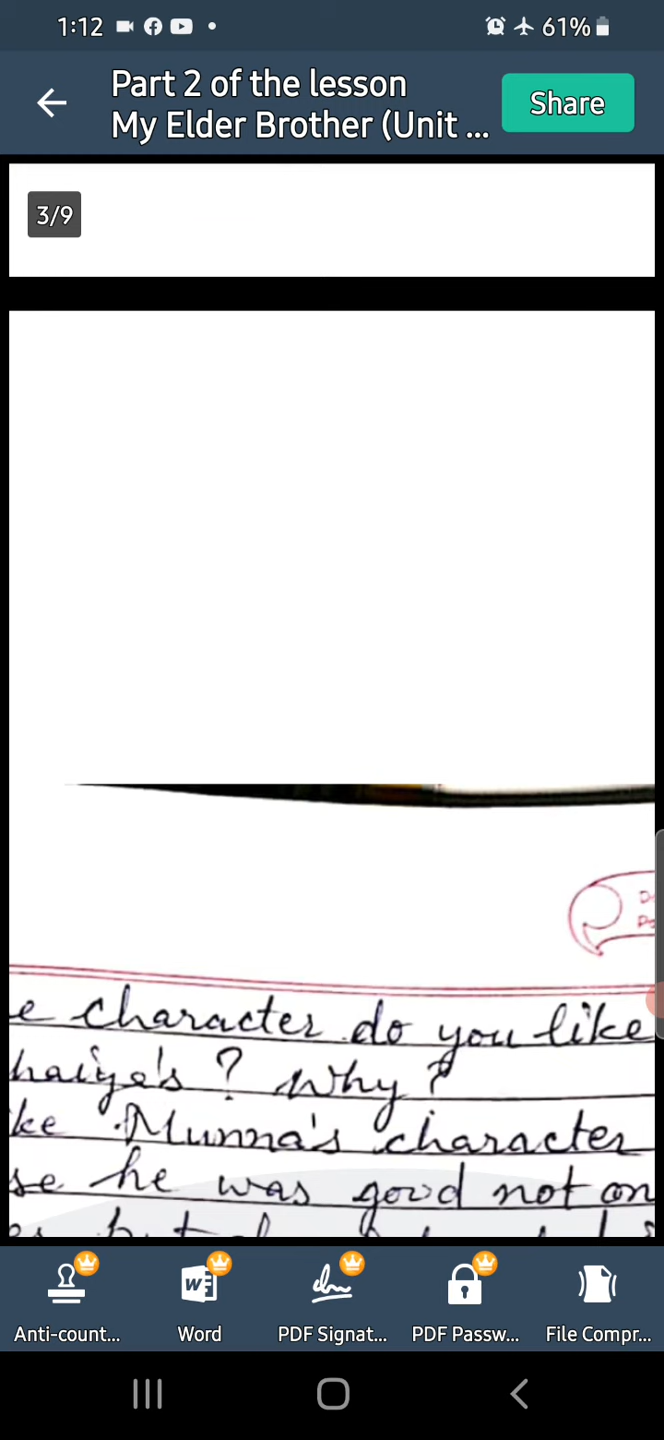 1:12
61%
Part 2 of the lesson
My Elder Brother (Unit ...
Share
3/9
e character do you like
haiya's ? Why ?
ke Munna's character
se he was good not on
Anti-count...
Word
PDF Signat...
PDF Passw...
File Compr...